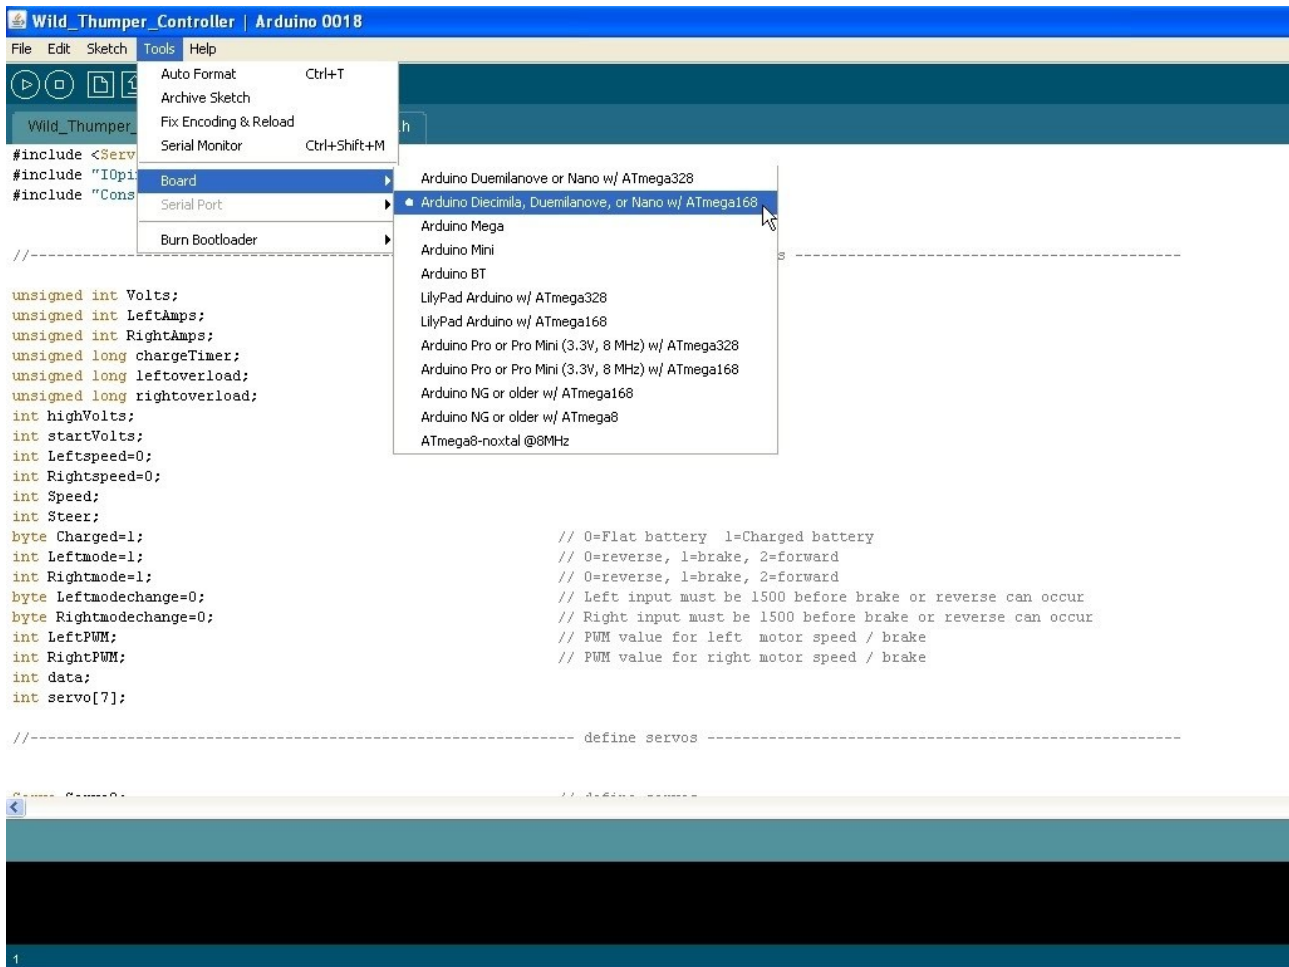 Wild_Thumper_Controller | Arduino 0018
File Edit Sketch Tools Help
Auto Format Ctrl+T
Archive Sketch
Fix Encoding & Reload
Serial Monitor Ctrl+Shift+M
Board
Serial Port
Burn Bootloader
Arduino Duemilanove or Nano w/ ATmega328
Arduino Diecimila, Duemilanove, or Nano w/ ATmega168
Arduino Mega
Arduino Mini
Arduino BT
LilyPad Arduino w/ ATmega328
LilyPad Arduino w/ ATmega168
Arduino Pro or Pro Mini (3.3V, 8 MHz) w/ ATmega328
Arduino Pro or Pro Mini (3.3V, 8 MHz) w/ ATmega168
Arduino NG or older w/ ATmega168
Arduino NG or older w/ ATmega8
ATmega8-noxtal @8MHz
Wild_Thumper_ .h
#include <Serv
#include "IOpi
#include "Cons
//------------------------------------------ s --------------------------------------------
unsigned int Volts;
unsigned int LeftAmps;
unsigned int RightAmps;
unsigned long chargeTimer;
unsigned long leftoverload;
unsigned long rightoverload;
int highVolts;
int startVolts;
int Leftspeed=0;
int Rightspeed=0;
int Speed;
int Steer;
byte Charged=1; // 0=Flat battery 1=Charged battery
int Leftmode=1; // 0=reverse, 1=brake, 2=forward
int Rightmode=1; // 0=reverse, 1=brake, 2=forward
byte Leftmodechange=0; // Left input must be 1500 before brake or reverse can occur
byte Rightmodechange=0; // Right input must be 1500 before brake or reverse can occur
int LeftPWM; // PWM value for left motor speed / brake
int RightPWM; // PWM value for right motor speed / brake
int data;
int servo[7];
//-------------------------------------------------------------- define servos ------------------------------------------------------
1